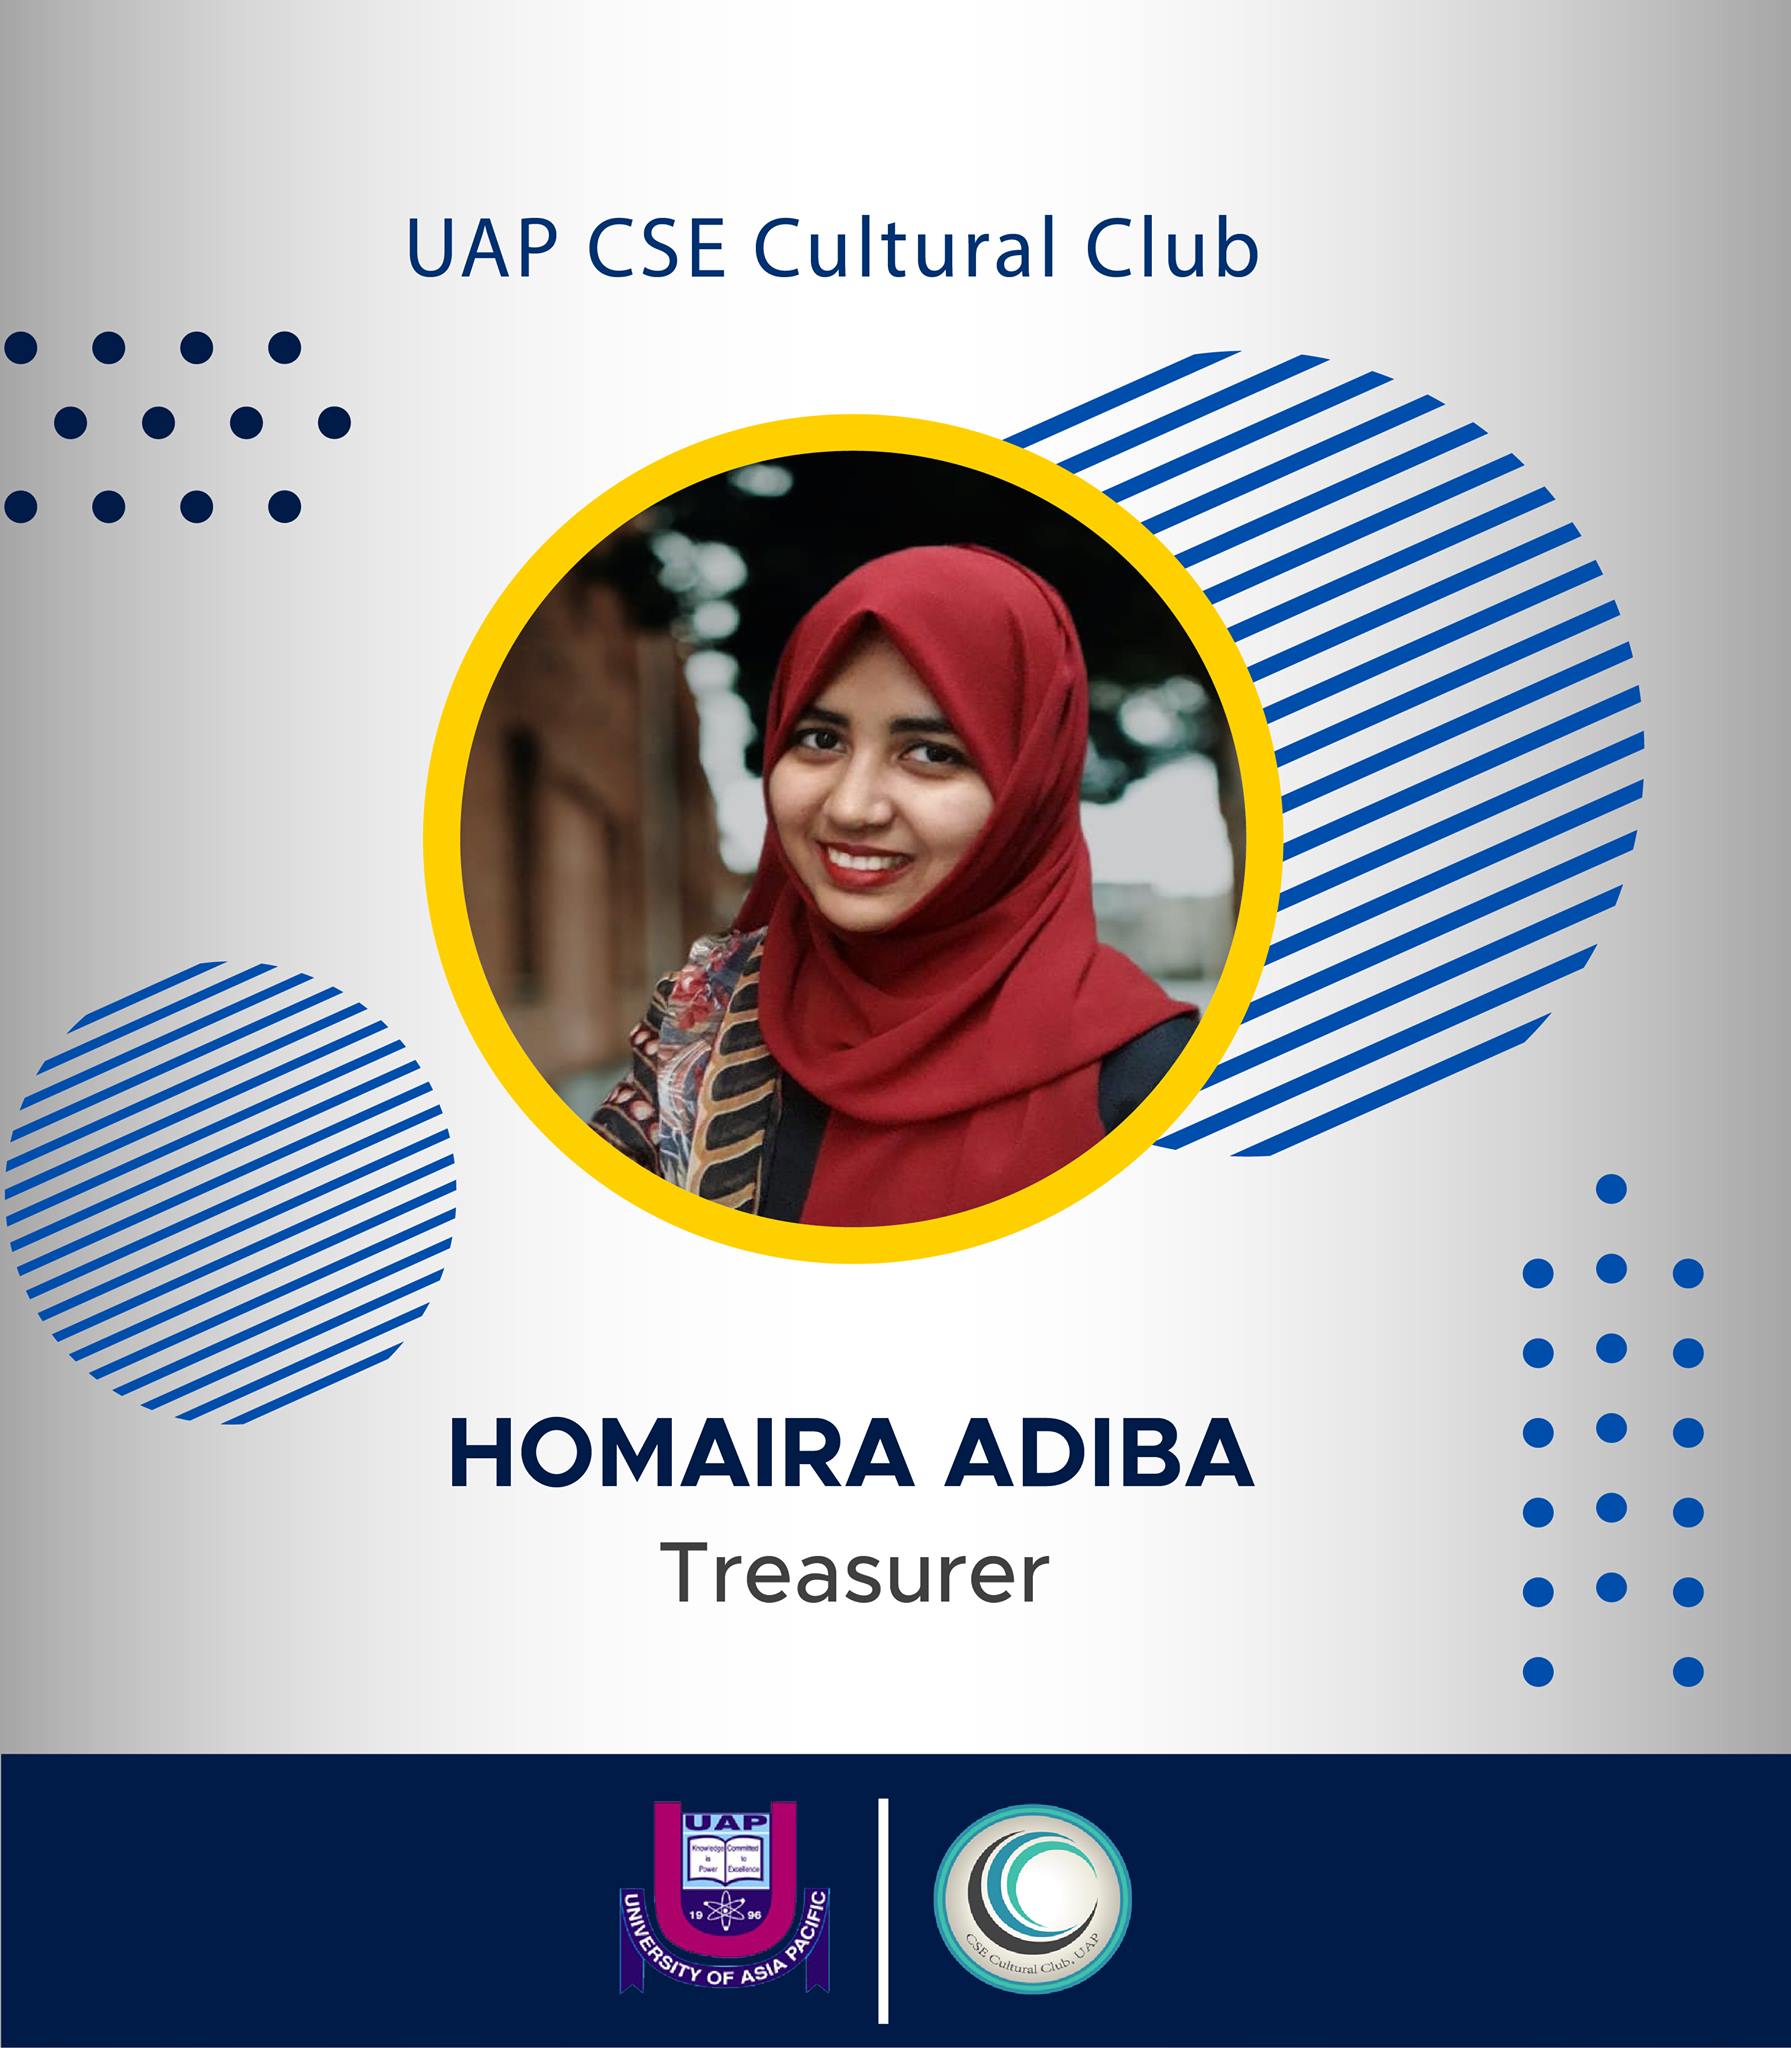 UAP CSE Cultural Club
HOMAIRA ADIBA
Treasurer
UAP
Knowledge
is
Power
Committed
to
Excellence
19 96
UNIVERSITY OF ASIA PACIFIC
CSE Cultural Club, UAP